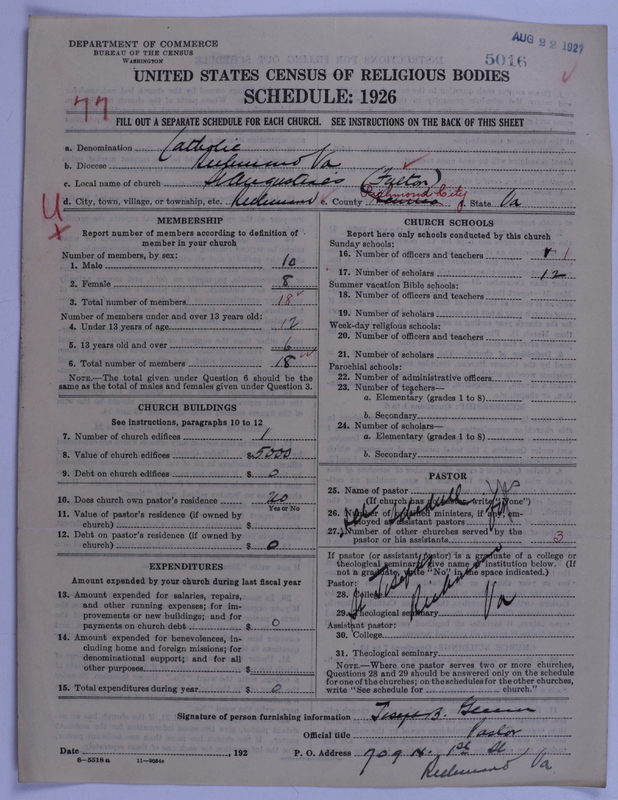 DEPARTMENT OF COMMERCE
BUREAU OF THE CENSUS
WASHINGTON
AUG 22 1927
5016
UNITED STATES CENSUS OF RELIGIOUS BODIES
SCHEDULE: 1926
77
FILL OUT A SEPARATE SCHEDULE FOR EACH CHURCH. SEE INSTRUCTIONS ON THE BACK OF THIS SHEET
a. Denomination Catholic
b. Diocese Richmond Va
c. Local name of church St Augustines (Fulton)
d. City, town, village, or township, etc. Richmond e. County Richmond City f. State Va
MEMBERSHIP
Report number of members according to definition of member in your church
Number of members, by sex:
1. Male 10
2. Female 8
3. Total number of members 18
Number of members under and over 13 years old:
4. Under 13 years of age 12
5. 13 years old and over 6
6. Total number of members 18
NOTE.—The total given under Question 6 should be the same as the total of males and females given under Question 3.
CHURCH BUILDINGS
See instructions, paragraphs 10 to 12
7. Number of church edifices 1
8. Value of church edifices $5000
9. Debt on church edifices $ 0
10. Does church own pastor's residence No
Yes or No
11. Value of pastor's residence (if owned by church) $
12. Debt on pastor's residence (if owned by church) $ 0
EXPENDITURES
Amount expended by your church during last fiscal year
13. Amount expended for salaries, repairs, and other running expenses; for improvements or new buildings; and for payments on church debt $ 0
14. Amount expended for benevolences, including home and foreign missions; for denominational support; and for all other purposes $
15. Total expenditures during year $ 0
CHURCH SCHOOLS
Report here only schools conducted by this church
Sunday schools:
16. Number of officers and teachers 1
17. Number of scholars 12
Summer vacation Bible schools:
18. Number of officers and teachers
19. Number of scholars
Week-day religious schools:
20. Number of officers and teachers
21. Number of scholars
Parochial schools:
22. Number of administrative officers
23. Number of teachers—
a. Elementary (grades 1 to 8)
b. Secondary
24. Number of scholars—
a. Elementary (grades 1 to 8)
b. Secondary
PASTOR
25. Name of pastor
(If church has no pastor, write "None")
26. Number of ordained ministers, if any, employed as assistant pastors
27. Number of other churches served by the pastor or his assistants 3
See schedule for St Joseph Richmond Va
If pastor (or assistant pastor) is a graduate of a college or theological seminary, give name of institution below. (If not a graduate, write "No" in the space indicated.)
Pastor:
28. College
29. Theological seminary
Assistant pastor:
30. College
31. Theological seminary
NOTE.—Where one pastor serves two or more churches, Questions 28 and 29 should be answered only on the schedule for one of the churches; on the schedules for the other churches, write "See schedule for church."
Signature of person furnishing information Joseph B.
Official title Pastor
Date , 192 P. O. Address 709 N. 1st St
Richmond Va
8—5518a 11—9054c